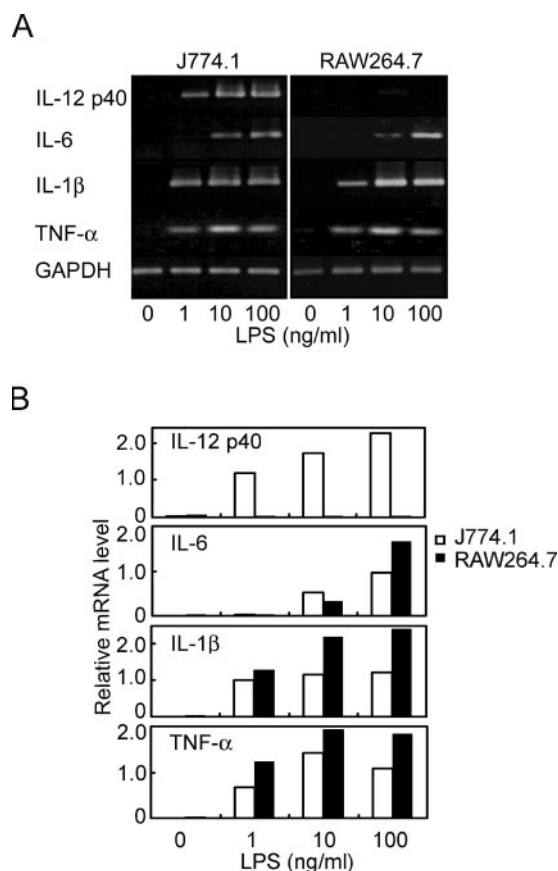 A
J774.1 RAW264.7
IL-12 p40
IL-6
IL-1β
TNF-α
GAPDH
0 1 10 100 0 1 10 100
LPS (ng/ml)
B
Relative mRNA level
2.0
1.0
0
IL-12 p40
2.0
1.0
0
IL-6
J774.1
RAW264.7
2.0
1.0
0
IL-1β
2.0
1.0
0
TNF-α
0 1 10 100
LPS (ng/ml)